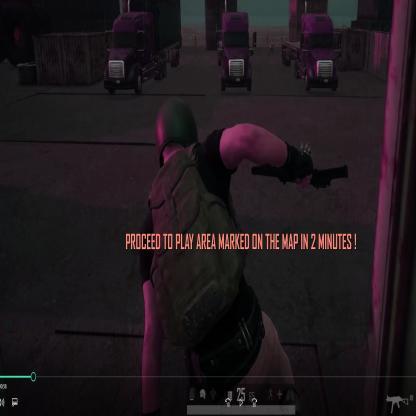 PROCEED TO PLAY AREA MARKED ON THE MAP IN 2 MINUTES !
25